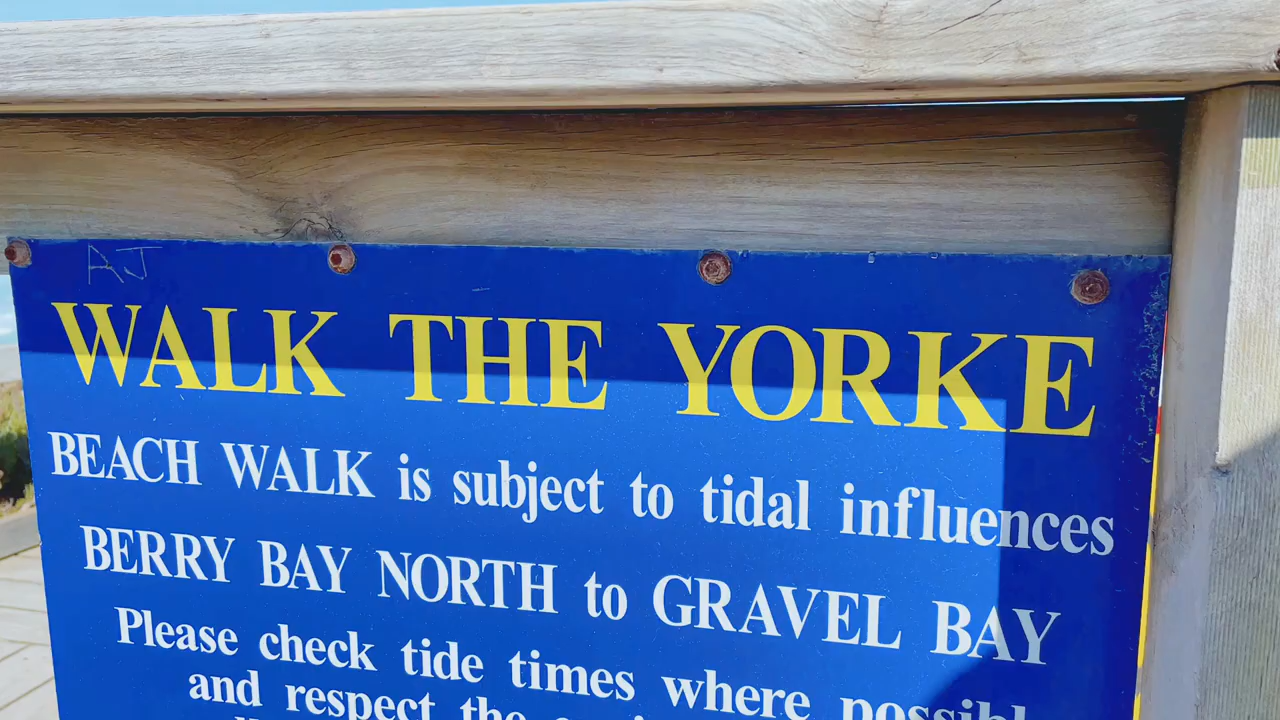 AJ
WALK THE YORKE
BEACH WALK is subject to tidal influences
BERRY BAY NORTH to GRAVEL BAY
Please check tide times where
and respect the